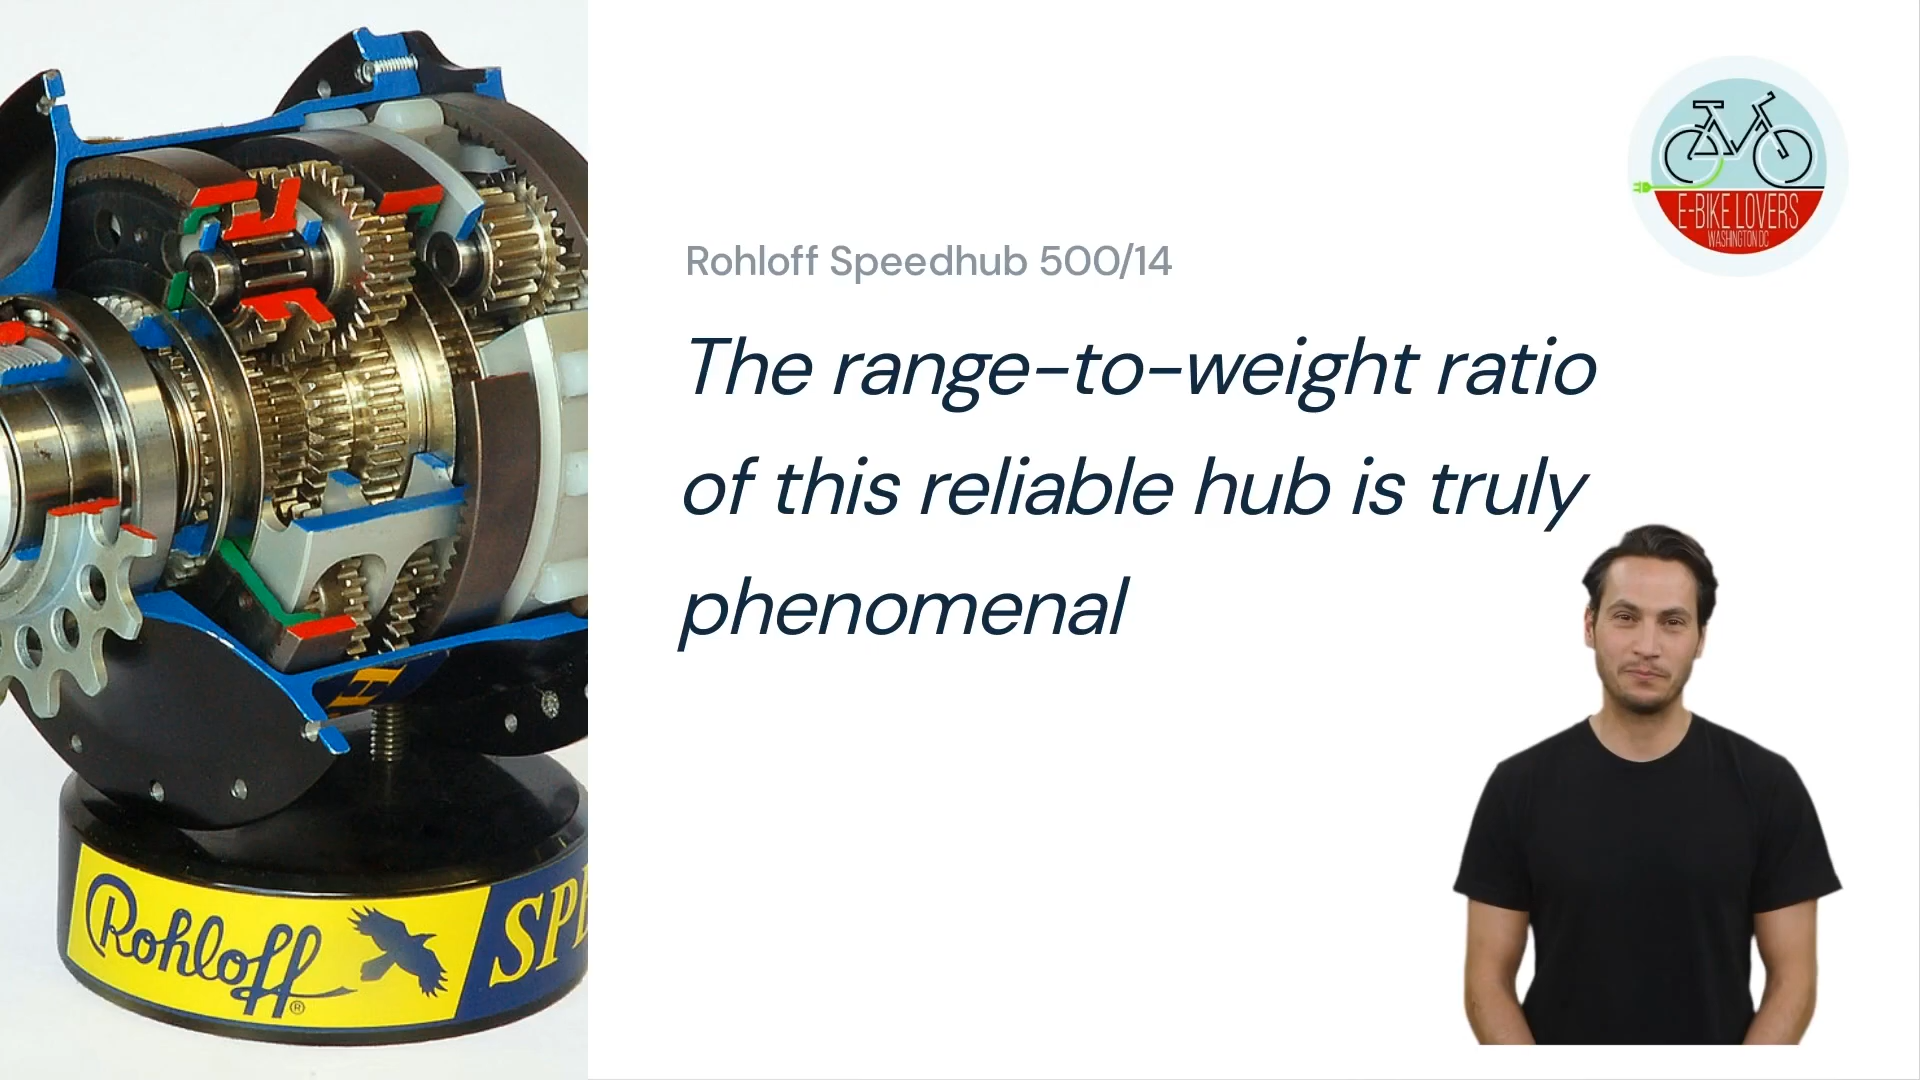 E-BIKE LOVERS
WASHINGTON DC
Rohloff Speedhub 500/14
The range-to-weight ratio
of this reliable hub is truly
phenomenal
Rohloff® SPE